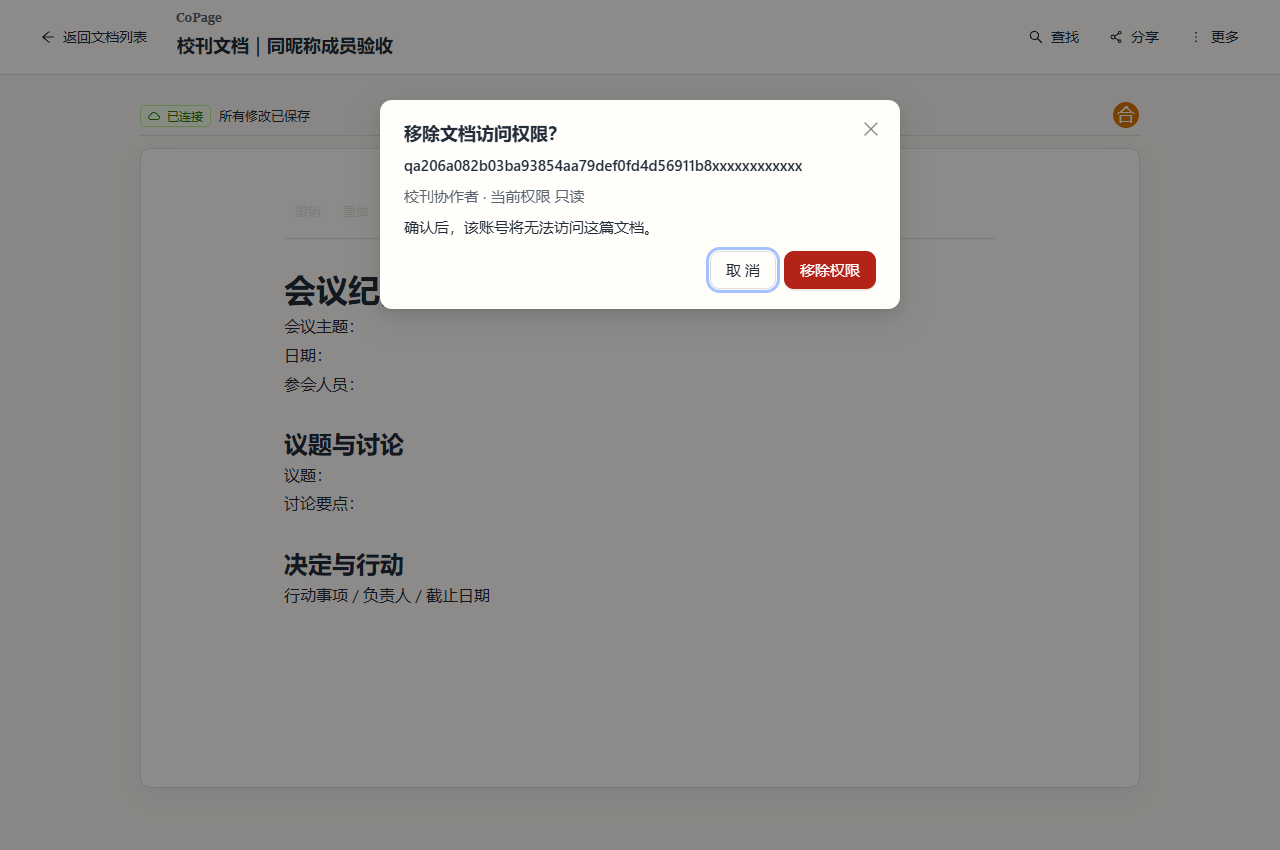 CoPage
返回文档列表
校刊文档 | 同昵称成员验收
查找
分享
更多
已连接
所有修改已保存
合
移除文档访问权限？
qa206a082b03ba93854aa79def0fd4d56911b8xxxxxxxxxxxx
校刊协作者 · 当前权限 只读
确认后，该账号将无法访问这篇文档。
取 消
移除权限
撤销
重做
会议纪
会议主题：
日期：
参会人员：
议题与讨论
议题：
讨论要点：
决定与行动
行动事项 / 负责人 / 截止日期